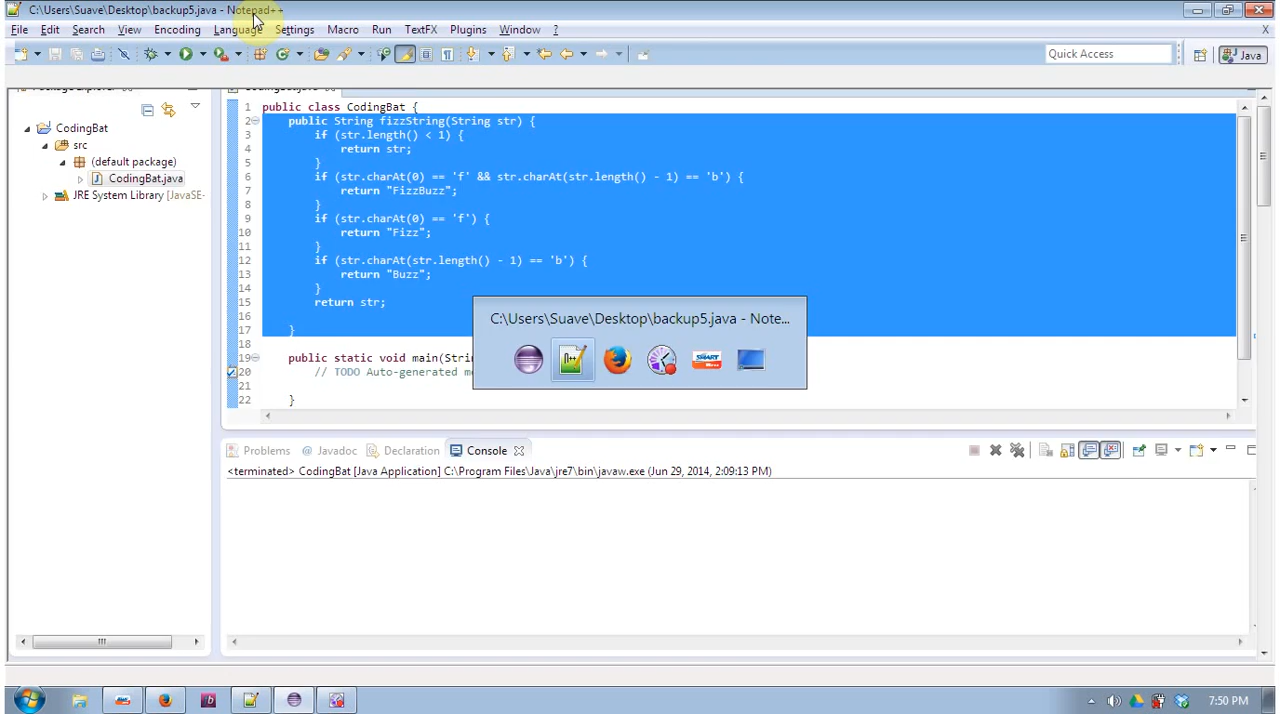 C:\Users\Suave\Desktop\backup5.java - Notepad++
File Edit Search View Encoding Language Settings Macro Run TextFX Plugins Window ? X
Quick Access
Java
CodingBat
src
(default package)
CodingBat.java
JRE System Library [JavaSE-
1 public class CodingBat {
2 public String fizzString(String str) {
3 if (str.length() < 1) {
4 return str;
5 }
6 if (str.charAt(0) == 'f' && str.charAt(str.length() - 1) == 'b') {
7 return "FizzBuzz";
8 }
9 if (str.charAt(0) == 'f') {
10 return "Fizz";
11 }
12 if (str.charAt(str.length() - 1) == 'b') {
13 return "Buzz";
14 }
15 return str;
16
17 }
18
19 public static void main(Strin
20 // TODO Auto-generated me
21
22 }
C:\Users\Suave\Desktop\backup5.java - Note...
Problems @ Javadoc Declaration Console
<terminated> CodingBat [Java Application] C:\Program Files\Java\jre7\bin\javaw.exe (Jun 29, 2014, 2:09:13 PM)
7:50 PM